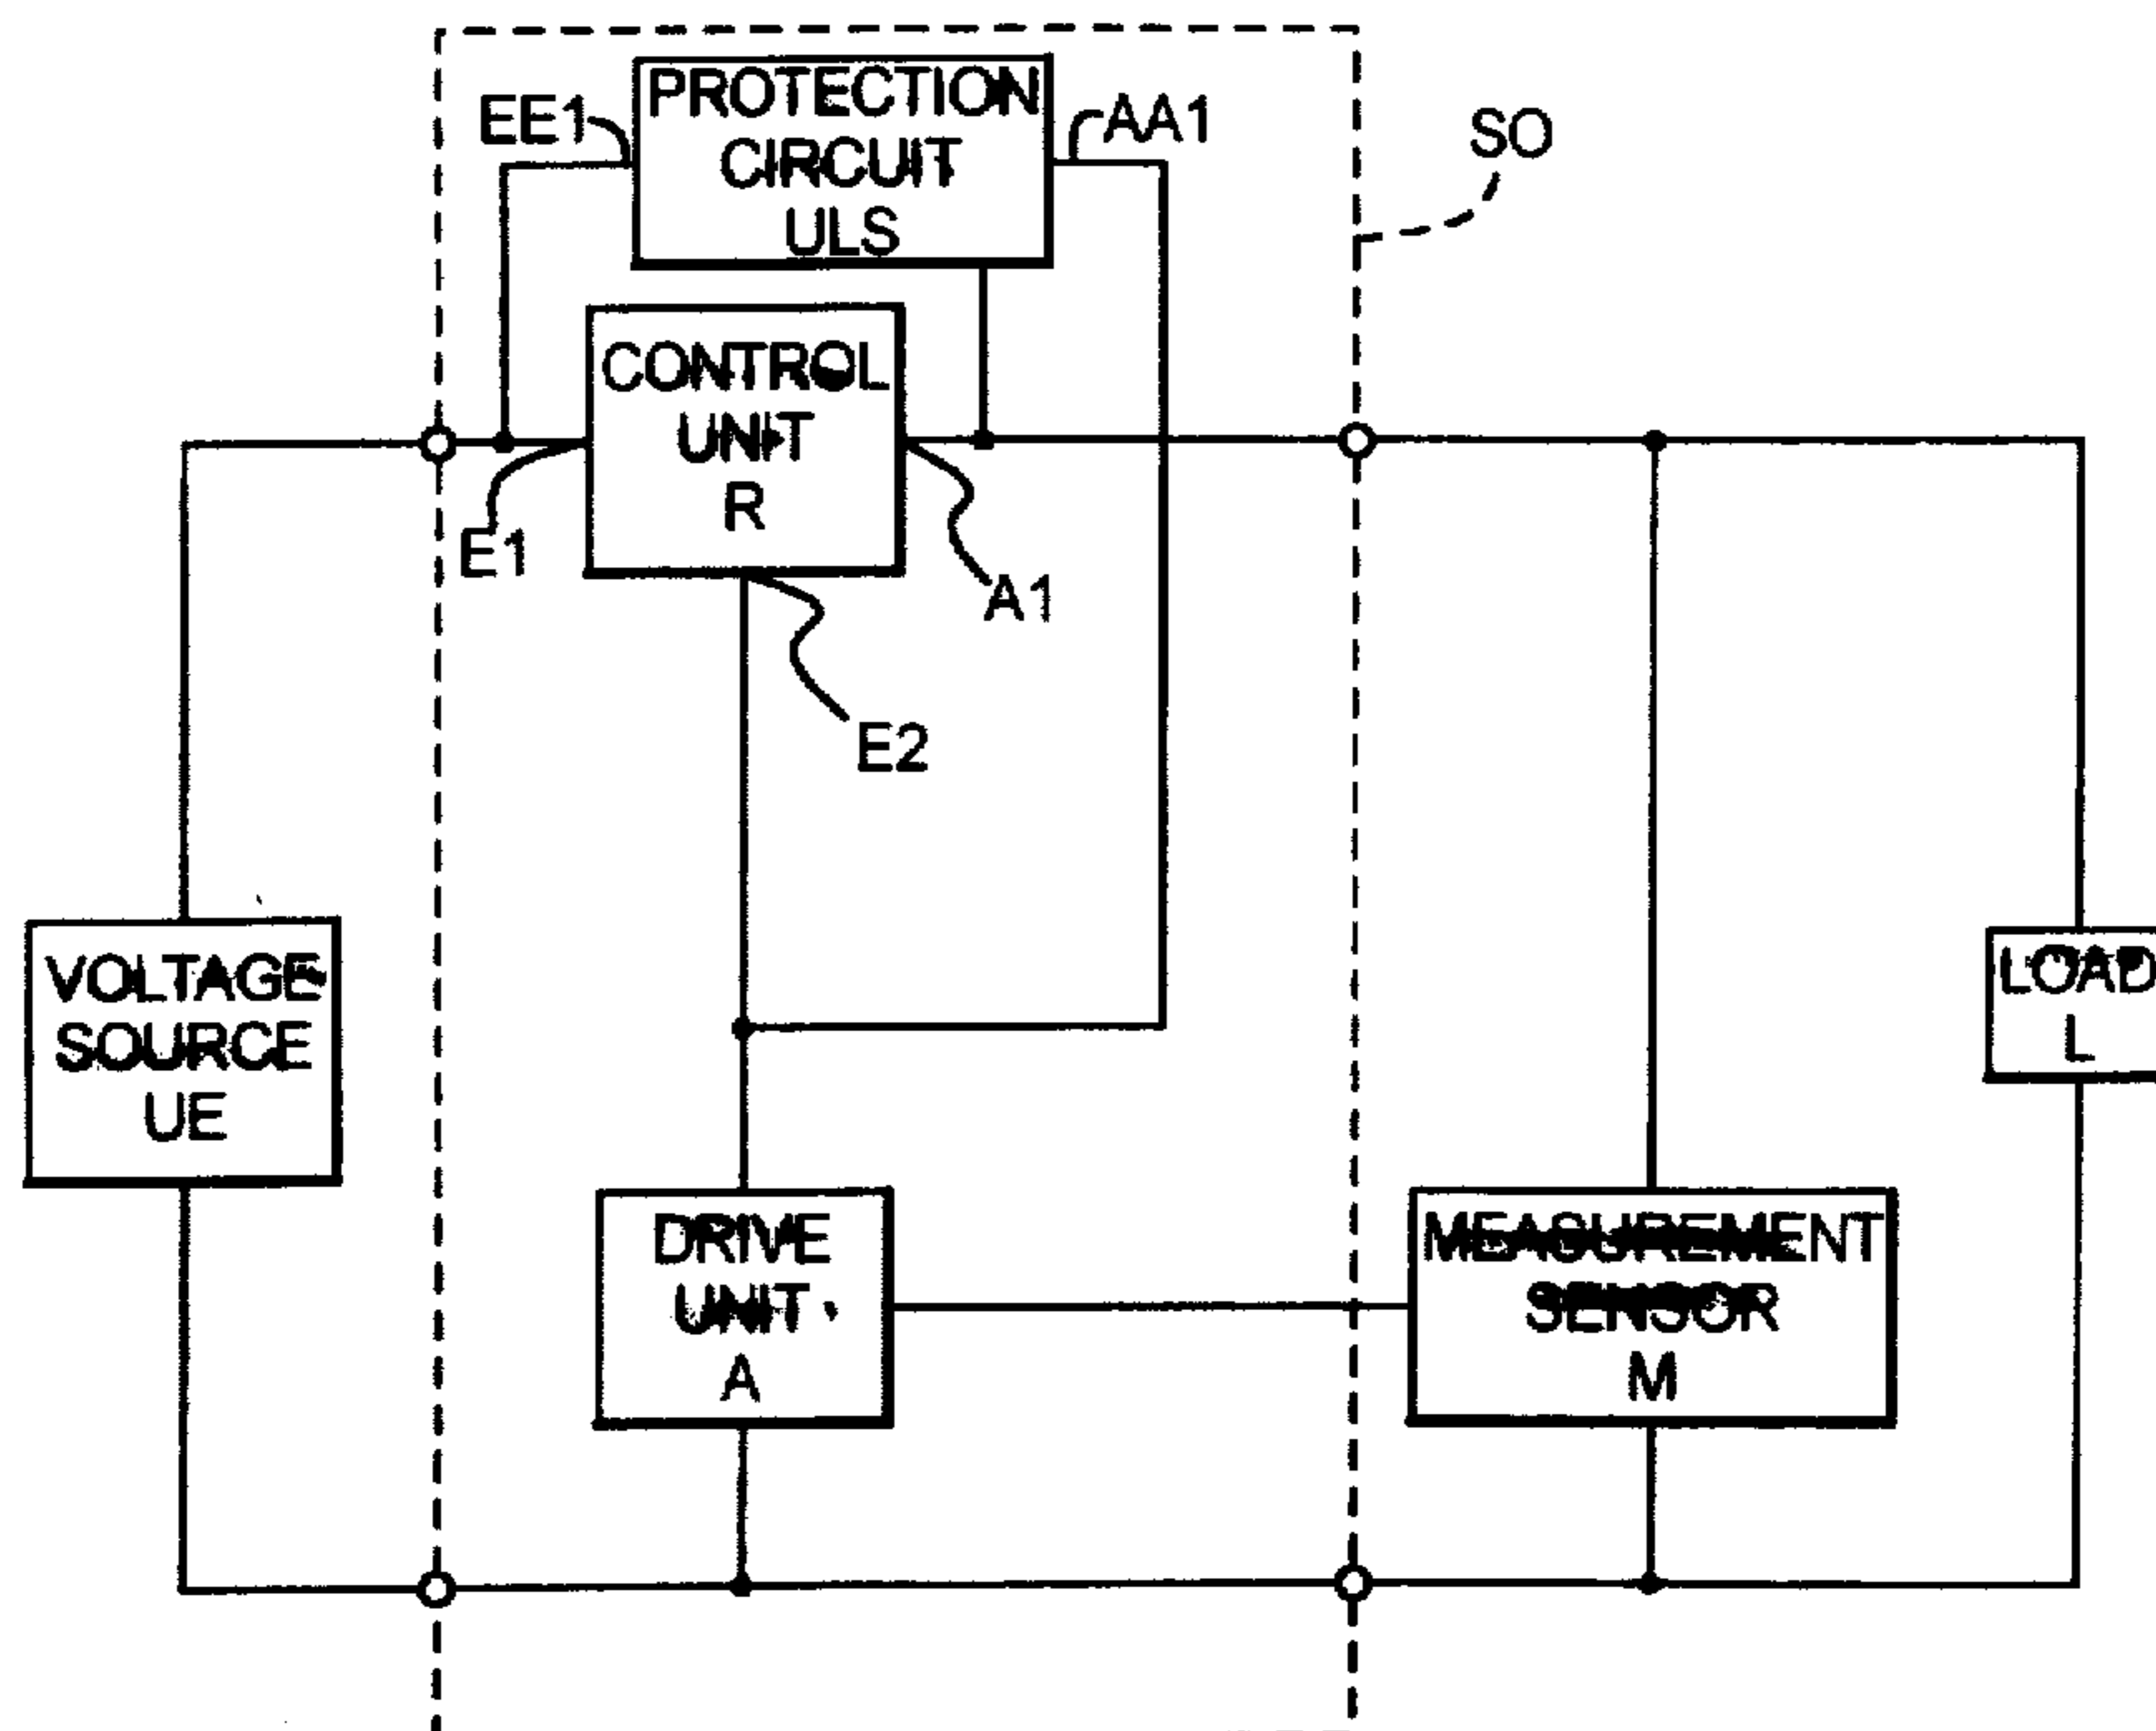 PROTECTION
CIRCUIT
ULS
EE1
AA1
SO
CONTROL
UNIT
R
E1
A1
E2
VOLTAGE
SOURCE
UE
LOAD
L
DRIVE
UNIT
A
MEASUREMENT
SENSOR
M